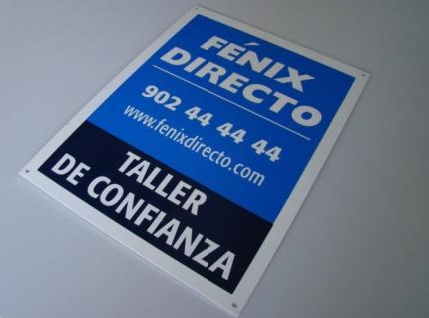 FÉNIX
DIRECTO
902 44 44 44
www.fenixdirecto.com
TALLER
DE CONFIANZA